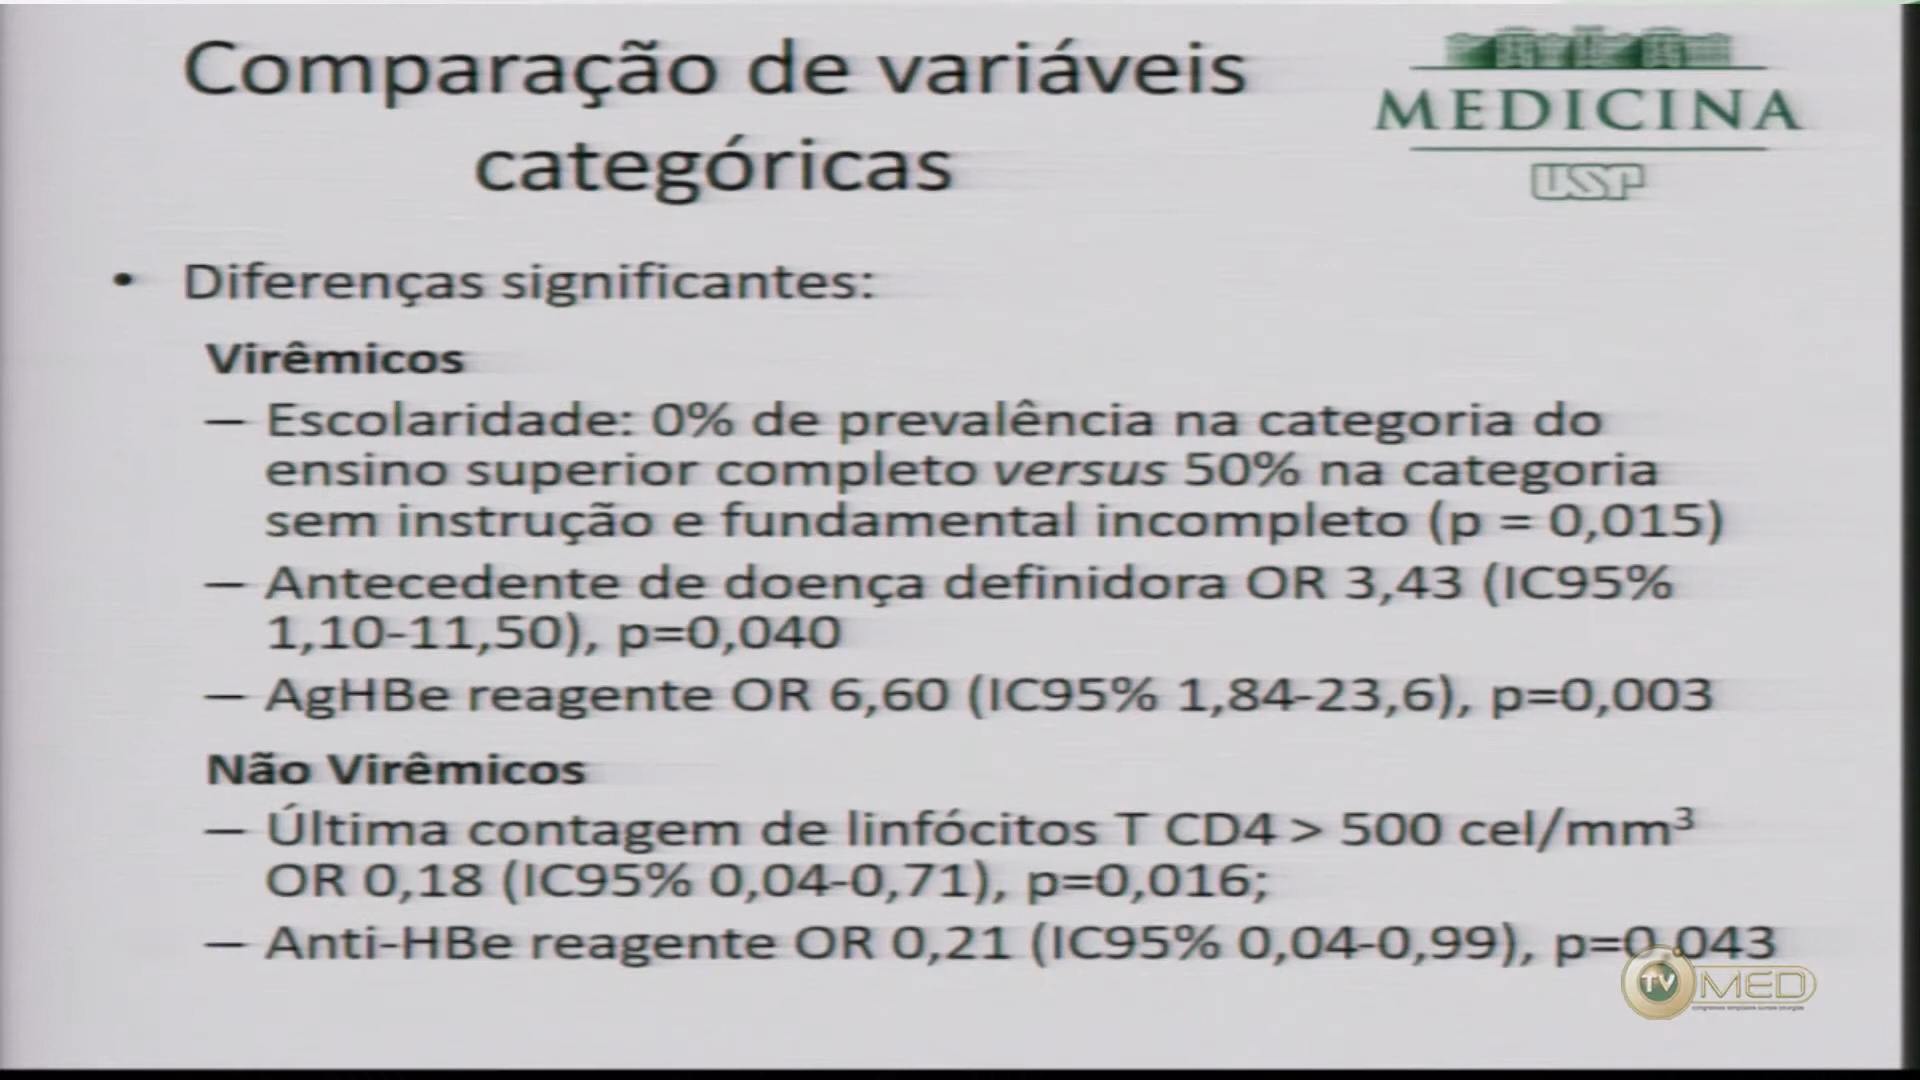 Comparação de variáveis
categóricas
MEDICINA
USP
• Diferenças significantes:
Virêmicos
– Escolaridade: 0% de prevalência na categoria do
ensino superior completo versus 50% na categoria
sem instrução e fundamental incompleto (p = 0,015)
– Antecedente de doença definidora OR 3,43 (IC95%
1,10-11,50), p=0,040
– AgHBe reagente OR 6,60 (IC95% 1,84-23,6), p=0,003
Não Virêmicos
– Última contagem de linfócitos T CD4 > 500 cel/mm³
OR 0,18 (IC95% 0,04-0,71), p=0,016;
– Anti-HBe reagente OR 0,21 (IC95% 0,04-0,99), p=0,043
TV MED